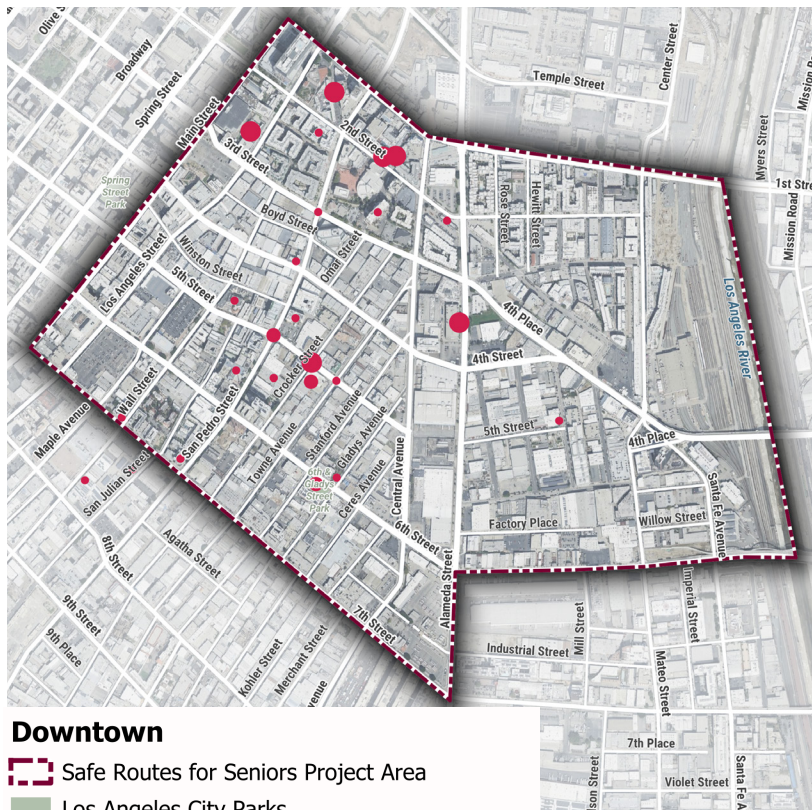 Olive S
Broadway
Spring Street
Main Street
Temple Street
Center Street
Mission R
Myers Street
1st Stre
Mission Road
2nd Street
3rd Street
Spring
Street
Park
Boyd Street
Omar Street
Rose Street
Hewitt Street
Los Angeles Street
Winston Street
5th Street
4th Place
Los Angeles River
4th Street
Crocker Street
Wall Street
San Pedro Street
Maple Avenue
Stanford Avenue
Towne Avenue
Gladys Avenue
5th Street
4th Place
Central Avenue
San Julian Street
6th &
Gladys
Street
Park
Ceres Avenue
Santa Fe Avenue
Willow Street
Factory Place
6th Street
8th Street
Agatha Street
Alameda Street
Imperial Street
9th Street
9th Place
7th Street
Mill Street
Industrial Street
Kohler Street
Merchant Street
venue
Mateo Street
7th Place
Violet Street
Santa Fe A
son Street
Downtown
Safe Routes for Seniors Project Area
Los Angeles City Parks